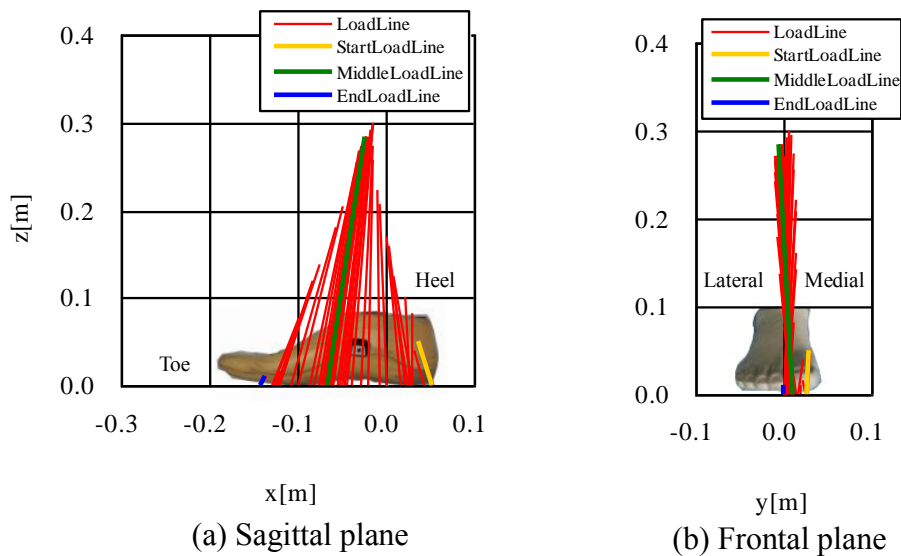 LoadLine
StartLoadLine
MiddleLoadLine
EndLoadLine
0.4
0.3
0.2
0.1
0.0
z[m]
Heel
Toe
-0.3
-0.2
-0.1
0.0
0.1
x[m]
(a) Sagittal plane
LoadLine
StartLoadLine
MiddleLoadLine
EndLoadLine
0.4
0.3
0.2
0.1
0.0
Lateral
Medial
-0.1
0.0
0.1
y[m]
(b) Frontal plane